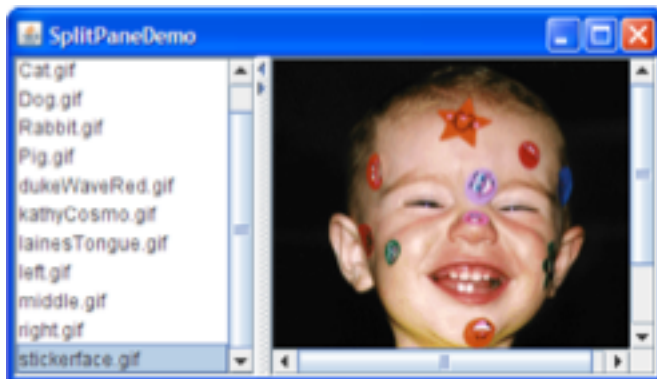 SplitPaneDemo
Cat.gif
Dog.gif
Rabbit.gif
Pig.gif
dukeWaveRed.gif
kathyCosmo.gif
lainesTongue.gif
left.gif
middle.gif
right.gif
stickerface.gif